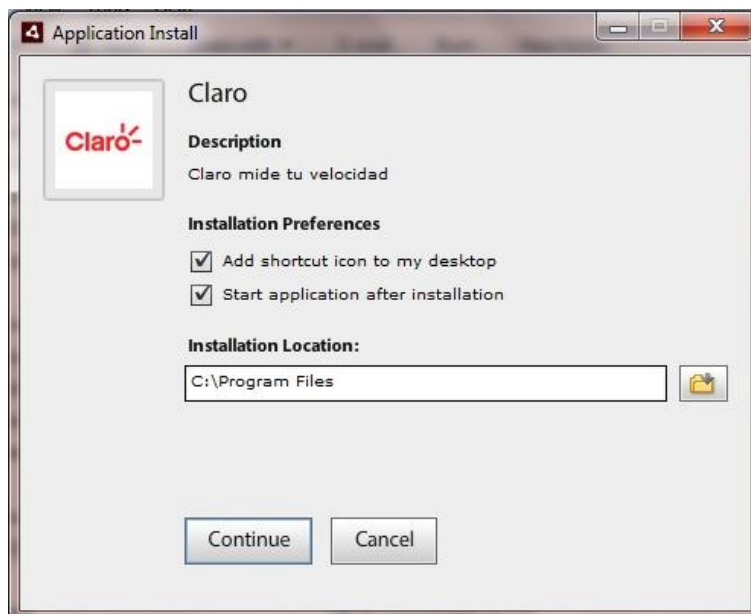 Application Install
Claro
Claro
Description
Claro mide tu velocidad
Installation Preferences
Add shortcut icon to my desktop
Start application after installation
Installation Location:
C:\Program Files
Continue
Cancel